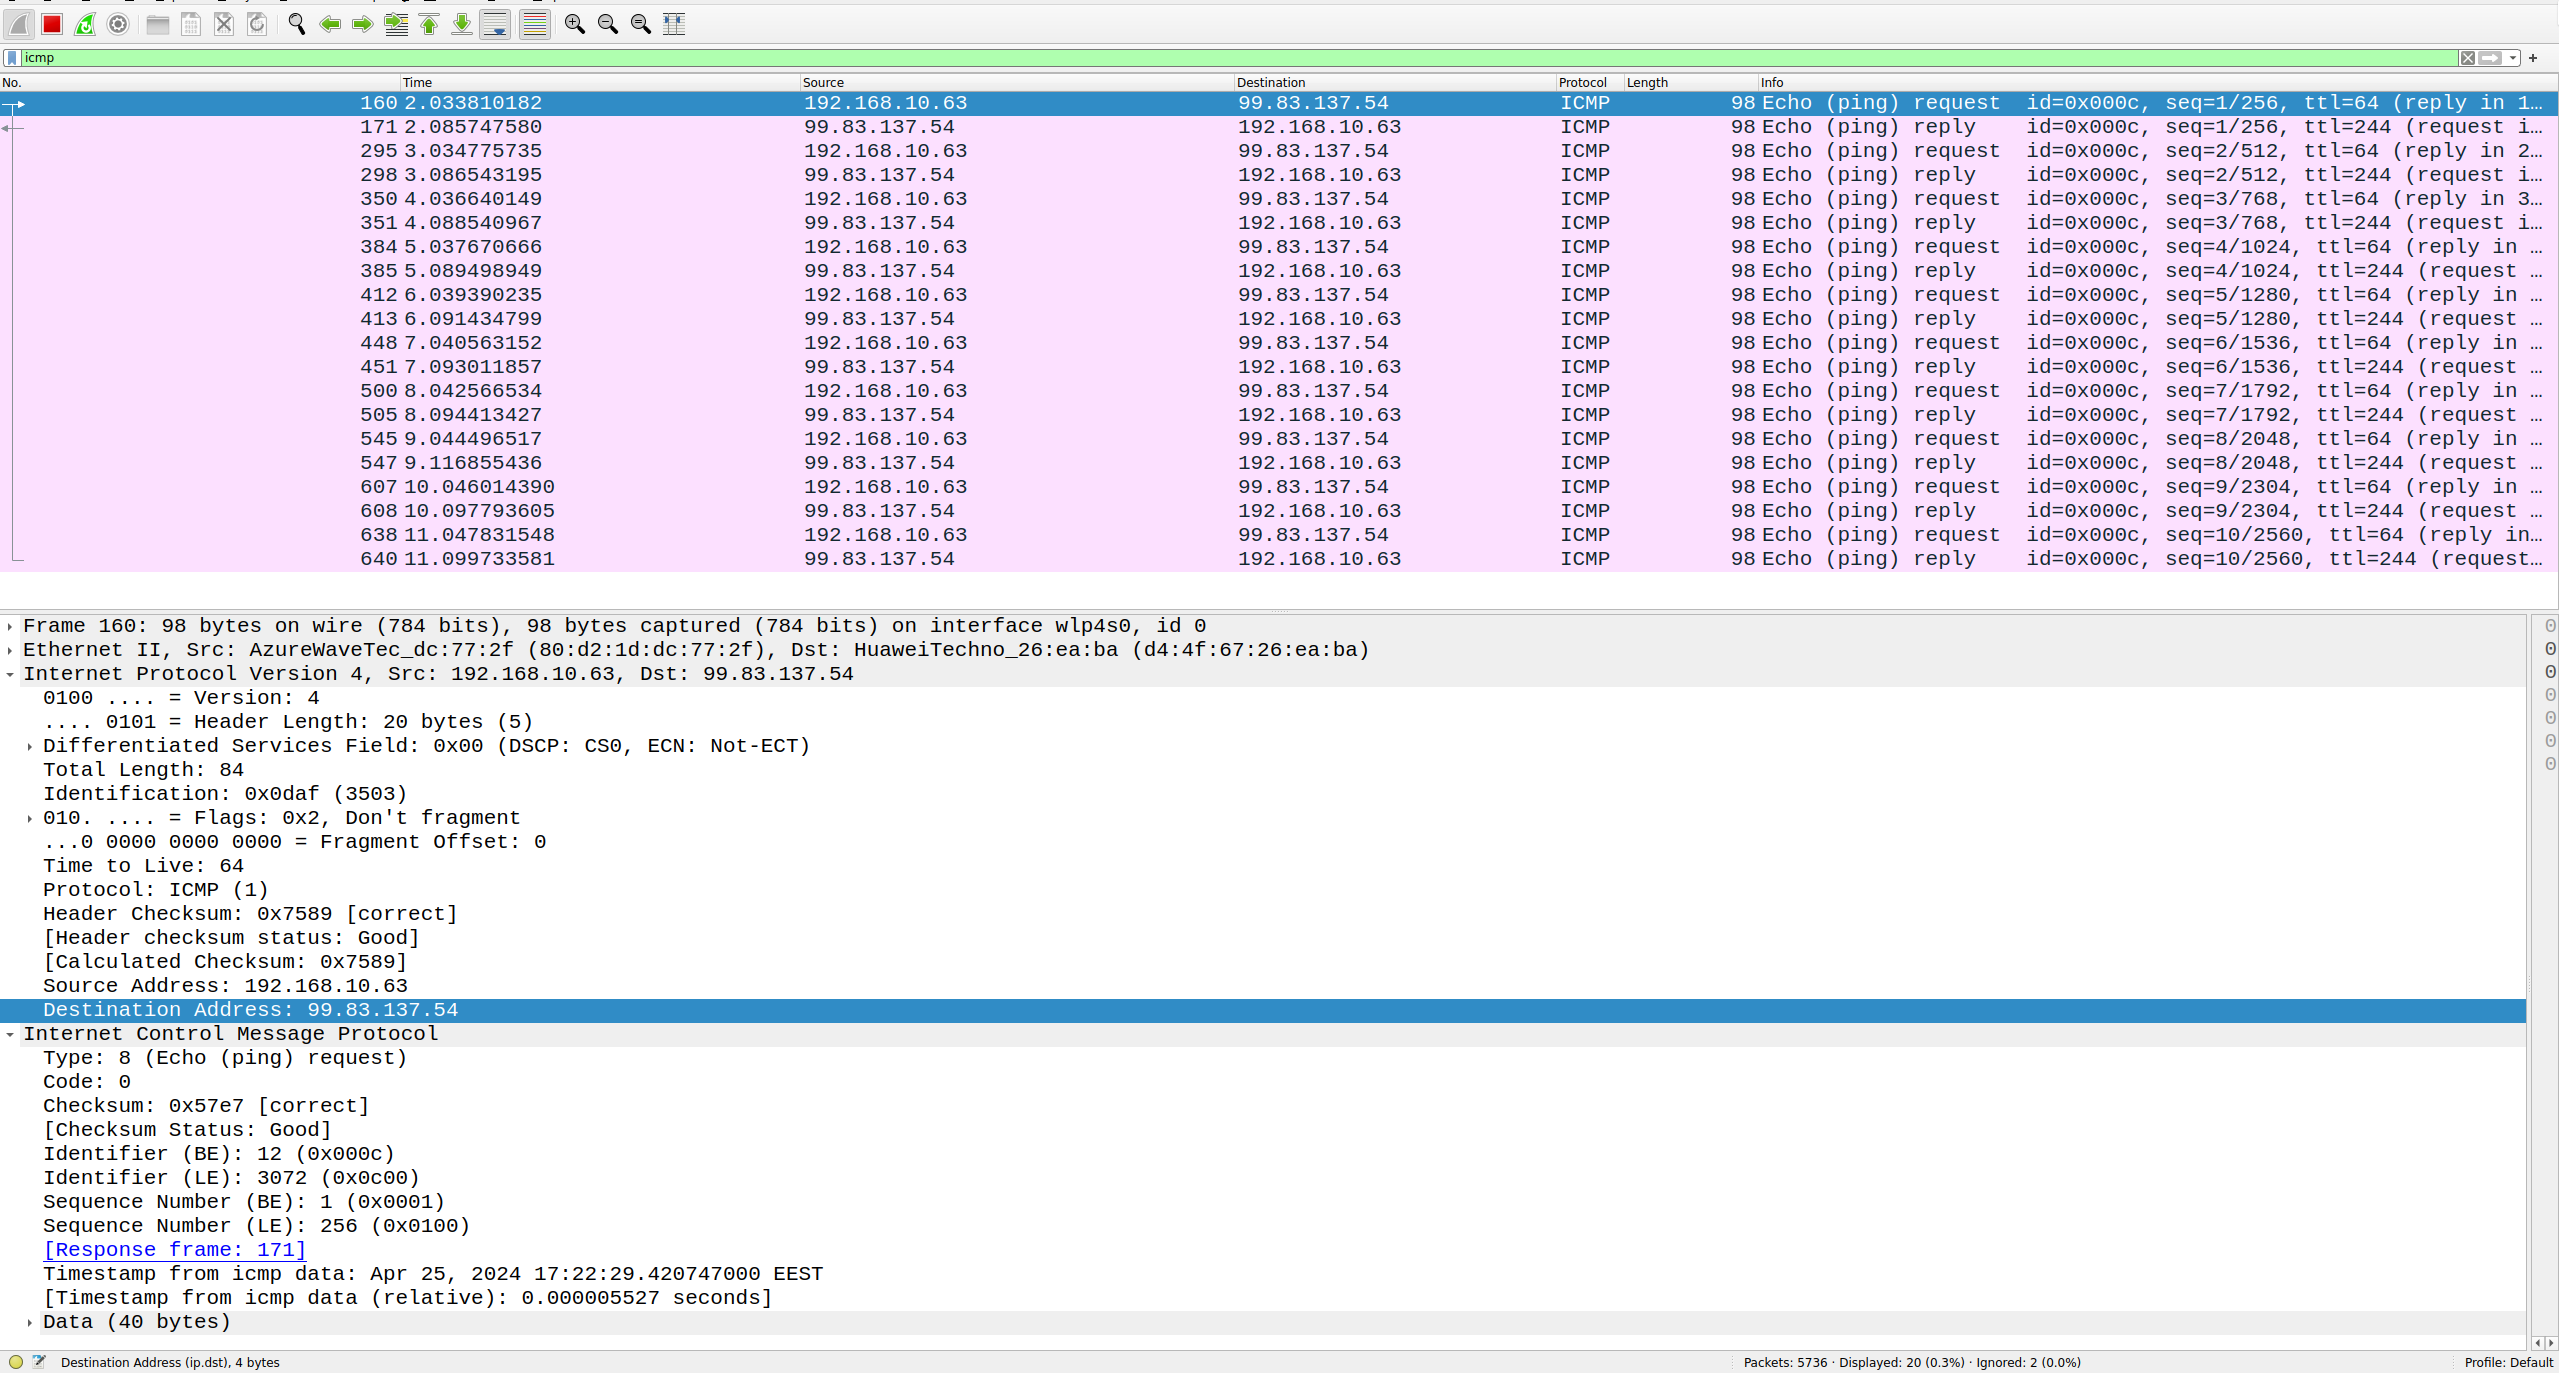 icmp
No. Time Source Destination Protocol Length Info
160 2.033810182 192.168.10.63 99.83.137.54 ICMP 98 Echo (ping) request id=0x000c, seq=1/256, ttl=64 (reply in 1…
171 2.085747580 99.83.137.54 192.168.10.63 ICMP 98 Echo (ping) reply id=0x000c, seq=1/256, ttl=244 (request i…
295 3.034775735 192.168.10.63 99.83.137.54 ICMP 98 Echo (ping) request id=0x000c, seq=2/512, ttl=64 (reply in 2…
298 3.086543195 99.83.137.54 192.168.10.63 ICMP 98 Echo (ping) reply id=0x000c, seq=2/512, ttl=244 (request i…
350 4.036640149 192.168.10.63 99.83.137.54 ICMP 98 Echo (ping) request id=0x000c, seq=3/768, ttl=64 (reply in 3…
351 4.088540967 99.83.137.54 192.168.10.63 ICMP 98 Echo (ping) reply id=0x000c, seq=3/768, ttl=244 (request i…
384 5.037670666 192.168.10.63 99.83.137.54 ICMP 98 Echo (ping) request id=0x000c, seq=4/1024, ttl=64 (reply in …
385 5.089498949 99.83.137.54 192.168.10.63 ICMP 98 Echo (ping) reply id=0x000c, seq=4/1024, ttl=244 (request …
412 6.039390235 192.168.10.63 99.83.137.54 ICMP 98 Echo (ping) request id=0x000c, seq=5/1280, ttl=64 (reply in …
413 6.091434799 99.83.137.54 192.168.10.63 ICMP 98 Echo (ping) reply id=0x000c, seq=5/1280, ttl=244 (request …
448 7.040563152 192.168.10.63 99.83.137.54 ICMP 98 Echo (ping) request id=0x000c, seq=6/1536, ttl=64 (reply in …
451 7.093011857 99.83.137.54 192.168.10.63 ICMP 98 Echo (ping) reply id=0x000c, seq=6/1536, ttl=244 (request …
500 8.042566534 192.168.10.63 99.83.137.54 ICMP 98 Echo (ping) request id=0x000c, seq=7/1792, ttl=64 (reply in …
505 8.094413427 99.83.137.54 192.168.10.63 ICMP 98 Echo (ping) reply id=0x000c, seq=7/1792, ttl=244 (request …
545 9.044496517 192.168.10.63 99.83.137.54 ICMP 98 Echo (ping) request id=0x000c, seq=8/2048, ttl=64 (reply in …
547 9.116855436 99.83.137.54 192.168.10.63 ICMP 98 Echo (ping) reply id=0x000c, seq=8/2048, ttl=244 (request …
607 10.046014390 192.168.10.63 99.83.137.54 ICMP 98 Echo (ping) request id=0x000c, seq=9/2304, ttl=64 (reply in …
608 10.097793605 99.83.137.54 192.168.10.63 ICMP 98 Echo (ping) reply id=0x000c, seq=9/2304, ttl=244 (request …
638 11.047831548 192.168.10.63 99.83.137.54 ICMP 98 Echo (ping) request id=0x000c, seq=10/2560, ttl=64 (reply in…
640 11.099733581 99.83.137.54 192.168.10.63 ICMP 98 Echo (ping) reply id=0x000c, seq=10/2560, ttl=244 (request…
Frame 160: 98 bytes on wire (784 bits), 98 bytes captured (784 bits) on interface wlp4s0, id 0
Ethernet II, Src: AzureWaveTec_dc:77:2f (80:d2:1d:dc:77:2f), Dst: HuaweiTechno_26:ea:ba (d4:4f:67:26:ea:ba)
Internet Protocol Version 4, Src: 192.168.10.63, Dst: 99.83.137.54
0100 .... = Version: 4
.... 0101 = Header Length: 20 bytes (5)
Differentiated Services Field: 0x00 (DSCP: CS0, ECN: Not-ECT)
Total Length: 84
Identification: 0x0daf (3503)
010. .... = Flags: 0x2, Don't fragment
...0 0000 0000 0000 = Fragment Offset: 0
Time to Live: 64
Protocol: ICMP (1)
Header Checksum: 0x7589 [correct]
[Header checksum status: Good]
[Calculated Checksum: 0x7589]
Source Address: 192.168.10.63
Destination Address: 99.83.137.54
Internet Control Message Protocol
Type: 8 (Echo (ping) request)
Code: 0
Checksum: 0x57e7 [correct]
[Checksum Status: Good]
Identifier (BE): 12 (0x000c)
Identifier (LE): 3072 (0x0c00)
Sequence Number (BE): 1 (0x0001)
Sequence Number (LE): 256 (0x0100)
[Response frame: 171]
Timestamp from icmp data: Apr 25, 2024 17:22:29.420747000 EEST
[Timestamp from icmp data (relative): 0.000005527 seconds]
Data (40 bytes)
0
0
0
0
0
0
0
Destination Address (ip.dst), 4 bytes Packets: 5736 · Displayed: 20 (0.3%) · Ignored: 2 (0.0%) Profile: Default